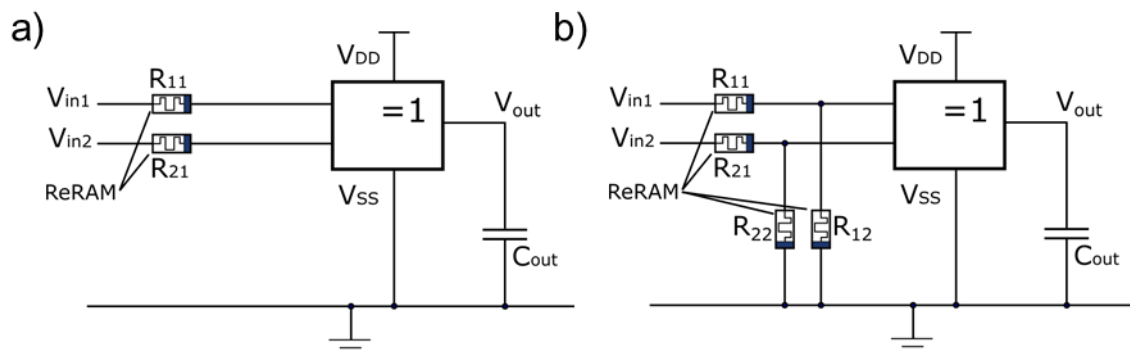 a)
VDD
R11
Vin1
=1
Vout
Vin2
R21
ReRAM
VSS
Cout
b)
VDD
R11
Vin1
=1
Vout
Vin2
R21
ReRAM
VSS
R22
R12
Cout